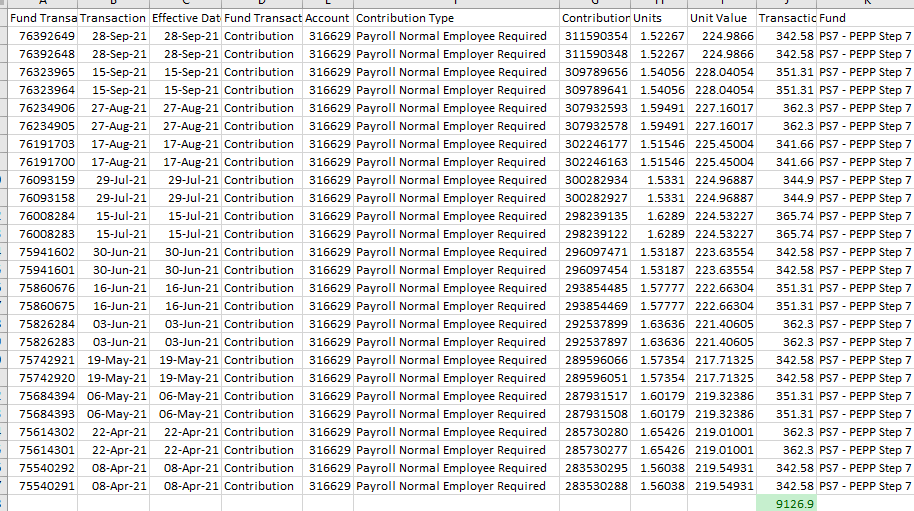 Fund Transa Transaction Effective Dat Fund Transact Account Contribution Type Contribution Units Unit Value Transactic Fund
76392649 28-Sep-21 28-Sep-21 Contribution 316629 Payroll Normal Employee Required 311590354 1.52267 224.9866 342.58 PS7 - PEPP Step 7
76392648 28-Sep-21 28-Sep-21 Contribution 316629 Payroll Normal Employer Required 311590348 1.52267 224.9866 342.58 PS7 - PEPP Step 7
76323965 15-Sep-21 15-Sep-21 Contribution 316629 Payroll Normal Employee Required 309789656 1.54056 228.04054 351.31 PS7 - PEPP Step 7
76323964 15-Sep-21 15-Sep-21 Contribution 316629 Payroll Normal Employer Required 309789641 1.54056 228.04054 351.31 PS7 - PEPP Step 7
76234906 27-Aug-21 27-Aug-21 Contribution 316629 Payroll Normal Employee Required 307932593 1.59491 227.16017 362.3 PS7 - PEPP Step 7
76234905 27-Aug-21 27-Aug-21 Contribution 316629 Payroll Normal Employer Required 307932578 1.59491 227.16017 362.3 PS7 - PEPP Step 7
76191703 17-Aug-21 17-Aug-21 Contribution 316629 Payroll Normal Employee Required 302246177 1.51546 225.45004 341.66 PS7 - PEPP Step 7
76191700 17-Aug-21 17-Aug-21 Contribution 316629 Payroll Normal Employer Required 302246163 1.51546 225.45004 341.66 PS7 - PEPP Step 7
76093159 29-Jul-21 29-Jul-21 Contribution 316629 Payroll Normal Employee Required 300282934 1.5331 224.96887 344.9 PS7 - PEPP Step 7
76093158 29-Jul-21 29-Jul-21 Contribution 316629 Payroll Normal Employer Required 300282927 1.5331 224.96887 344.9 PS7 - PEPP Step 7
76008284 15-Jul-21 15-Jul-21 Contribution 316629 Payroll Normal Employee Required 298239135 1.6289 224.53227 365.74 PS7 - PEPP Step 7
76008283 15-Jul-21 15-Jul-21 Contribution 316629 Payroll Normal Employer Required 298239122 1.6289 224.53227 365.74 PS7 - PEPP Step 7
75941602 30-Jun-21 30-Jun-21 Contribution 316629 Payroll Normal Employee Required 296097471 1.53187 223.63554 342.58 PS7 - PEPP Step 7
75941601 30-Jun-21 30-Jun-21 Contribution 316629 Payroll Normal Employer Required 296097454 1.53187 223.63554 342.58 PS7 - PEPP Step 7
75860676 16-Jun-21 16-Jun-21 Contribution 316629 Payroll Normal Employee Required 293854485 1.57777 222.66304 351.31 PS7 - PEPP Step 7
75860675 16-Jun-21 16-Jun-21 Contribution 316629 Payroll Normal Employer Required 293854469 1.57777 222.66304 351.31 PS7 - PEPP Step 7
75826284 03-Jun-21 03-Jun-21 Contribution 316629 Payroll Normal Employee Required 292537899 1.63636 221.40605 362.3 PS7 - PEPP Step 7
75826283 03-Jun-21 03-Jun-21 Contribution 316629 Payroll Normal Employer Required 292537897 1.63636 221.40605 362.3 PS7 - PEPP Step 7
75742921 19-May-21 19-May-21 Contribution 316629 Payroll Normal Employee Required 289596066 1.57354 217.71325 342.58 PS7 - PEPP Step 7
75742920 19-May-21 19-May-21 Contribution 316629 Payroll Normal Employer Required 289596051 1.57354 217.71325 342.58 PS7 - PEPP Step 7
75684394 06-May-21 06-May-21 Contribution 316629 Payroll Normal Employee Required 287931517 1.60179 219.32386 351.31 PS7 - PEPP Step 7
75684393 06-May-21 06-May-21 Contribution 316629 Payroll Normal Employer Required 287931508 1.60179 219.32386 351.31 PS7 - PEPP Step 7
75614302 22-Apr-21 22-Apr-21 Contribution 316629 Payroll Normal Employee Required 285730280 1.65426 219.01001 362.3 PS7 - PEPP Step 7
75614301 22-Apr-21 22-Apr-21 Contribution 316629 Payroll Normal Employer Required 285730277 1.65426 219.01001 362.3 PS7 - PEPP Step 7
75540292 08-Apr-21 08-Apr-21 Contribution 316629 Payroll Normal Employee Required 283530295 1.56038 219.54931 342.58 PS7 - PEPP Step 7
75540291 08-Apr-21 08-Apr-21 Contribution 316629 Payroll Normal Employer Required 283530288 1.56038 219.54931 342.58 PS7 - PEPP Step 7
9126.9